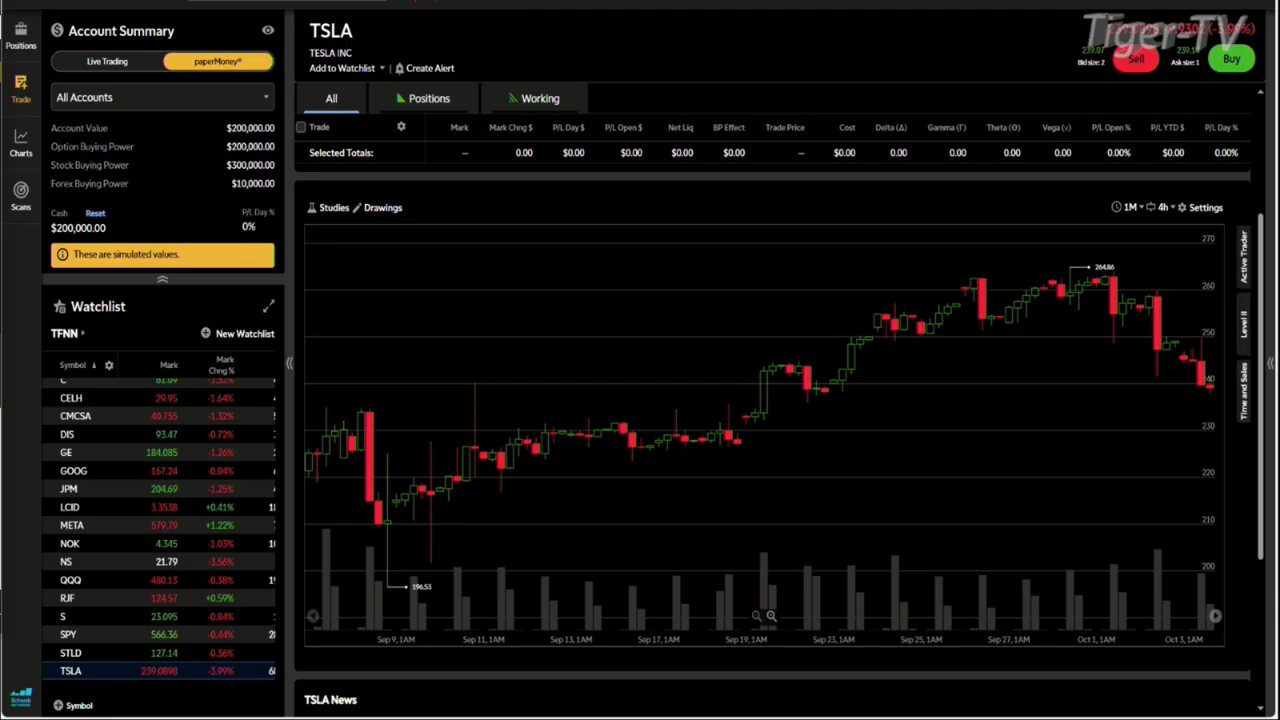 Positions
Trade
Charts
Scans
Account Summary
Live Trading
paperMoney®
All Accounts
Account Value $200,000.00
Option Buying Power $200,000.00
Stock Buying Power $300,000.00
Forex Buying Power $10,000.00
Cash Reset P/L Day %
$200,000.00 0%
These are simulated values.
Watchlist
TFNN
New Watchlist
Symbol Mark Mark Chng %
CELH 29.95 -1.64%
CMCSA 40.755 -1.32%
DIS 93.47 -0.72%
GE 184.085 -1.26%
GOOG 167.24 -0.04%
JPM 204.69 -1.25%
LCID 3.3538 +0.41%
META 579.79 +1.22%
NOK 4.345 -1.03%
NS 21.79 -3.56%
QQQ 480.13 -0.38%
RJF 124.57 +0.59%
S 23.095 -0.84%
SPY 566.36 -0.44%
STLD 127.14 -0.36%
TSLA 239.0898 -3.99%
Symbol
TSLA
TESLA INC
Add to Watchlist
Create Alert
Tiger-TV
239.07
Bid size: 2
Sell
239.14
Ask size: 1
Buy
All
Positions
Working
Trade Mark Mark Chng $ P/L Day $ P/L Open $ Net Liq BP Effect Trade Price Cost Delta (Δ) Gamma (Γ) Theta (Θ) Vega (ν) P/L Open % P/L YTD $ P/L Day %
Selected Totals: – 0.00 $0.00 $0.00 $0.00 $0.00 – $0.00 0.00 0.00 0.00 0.00 0.00% $0.00 0.00%
Studies
Drawings
1M
4h
Settings
270
264.86
260
250
240
230
220
210
200
196.53
Sep 9, 1AM Sep 11, 1AM Sep 13, 1AM Sep 17, 1AM Sep 19, 1AM Sep 23, 1AM Sep 25, 1AM Sep 27, 1AM Oct 1, 1AM Oct 3, 1AM
Active Trader
Level II
Time and Sales
TSLA News